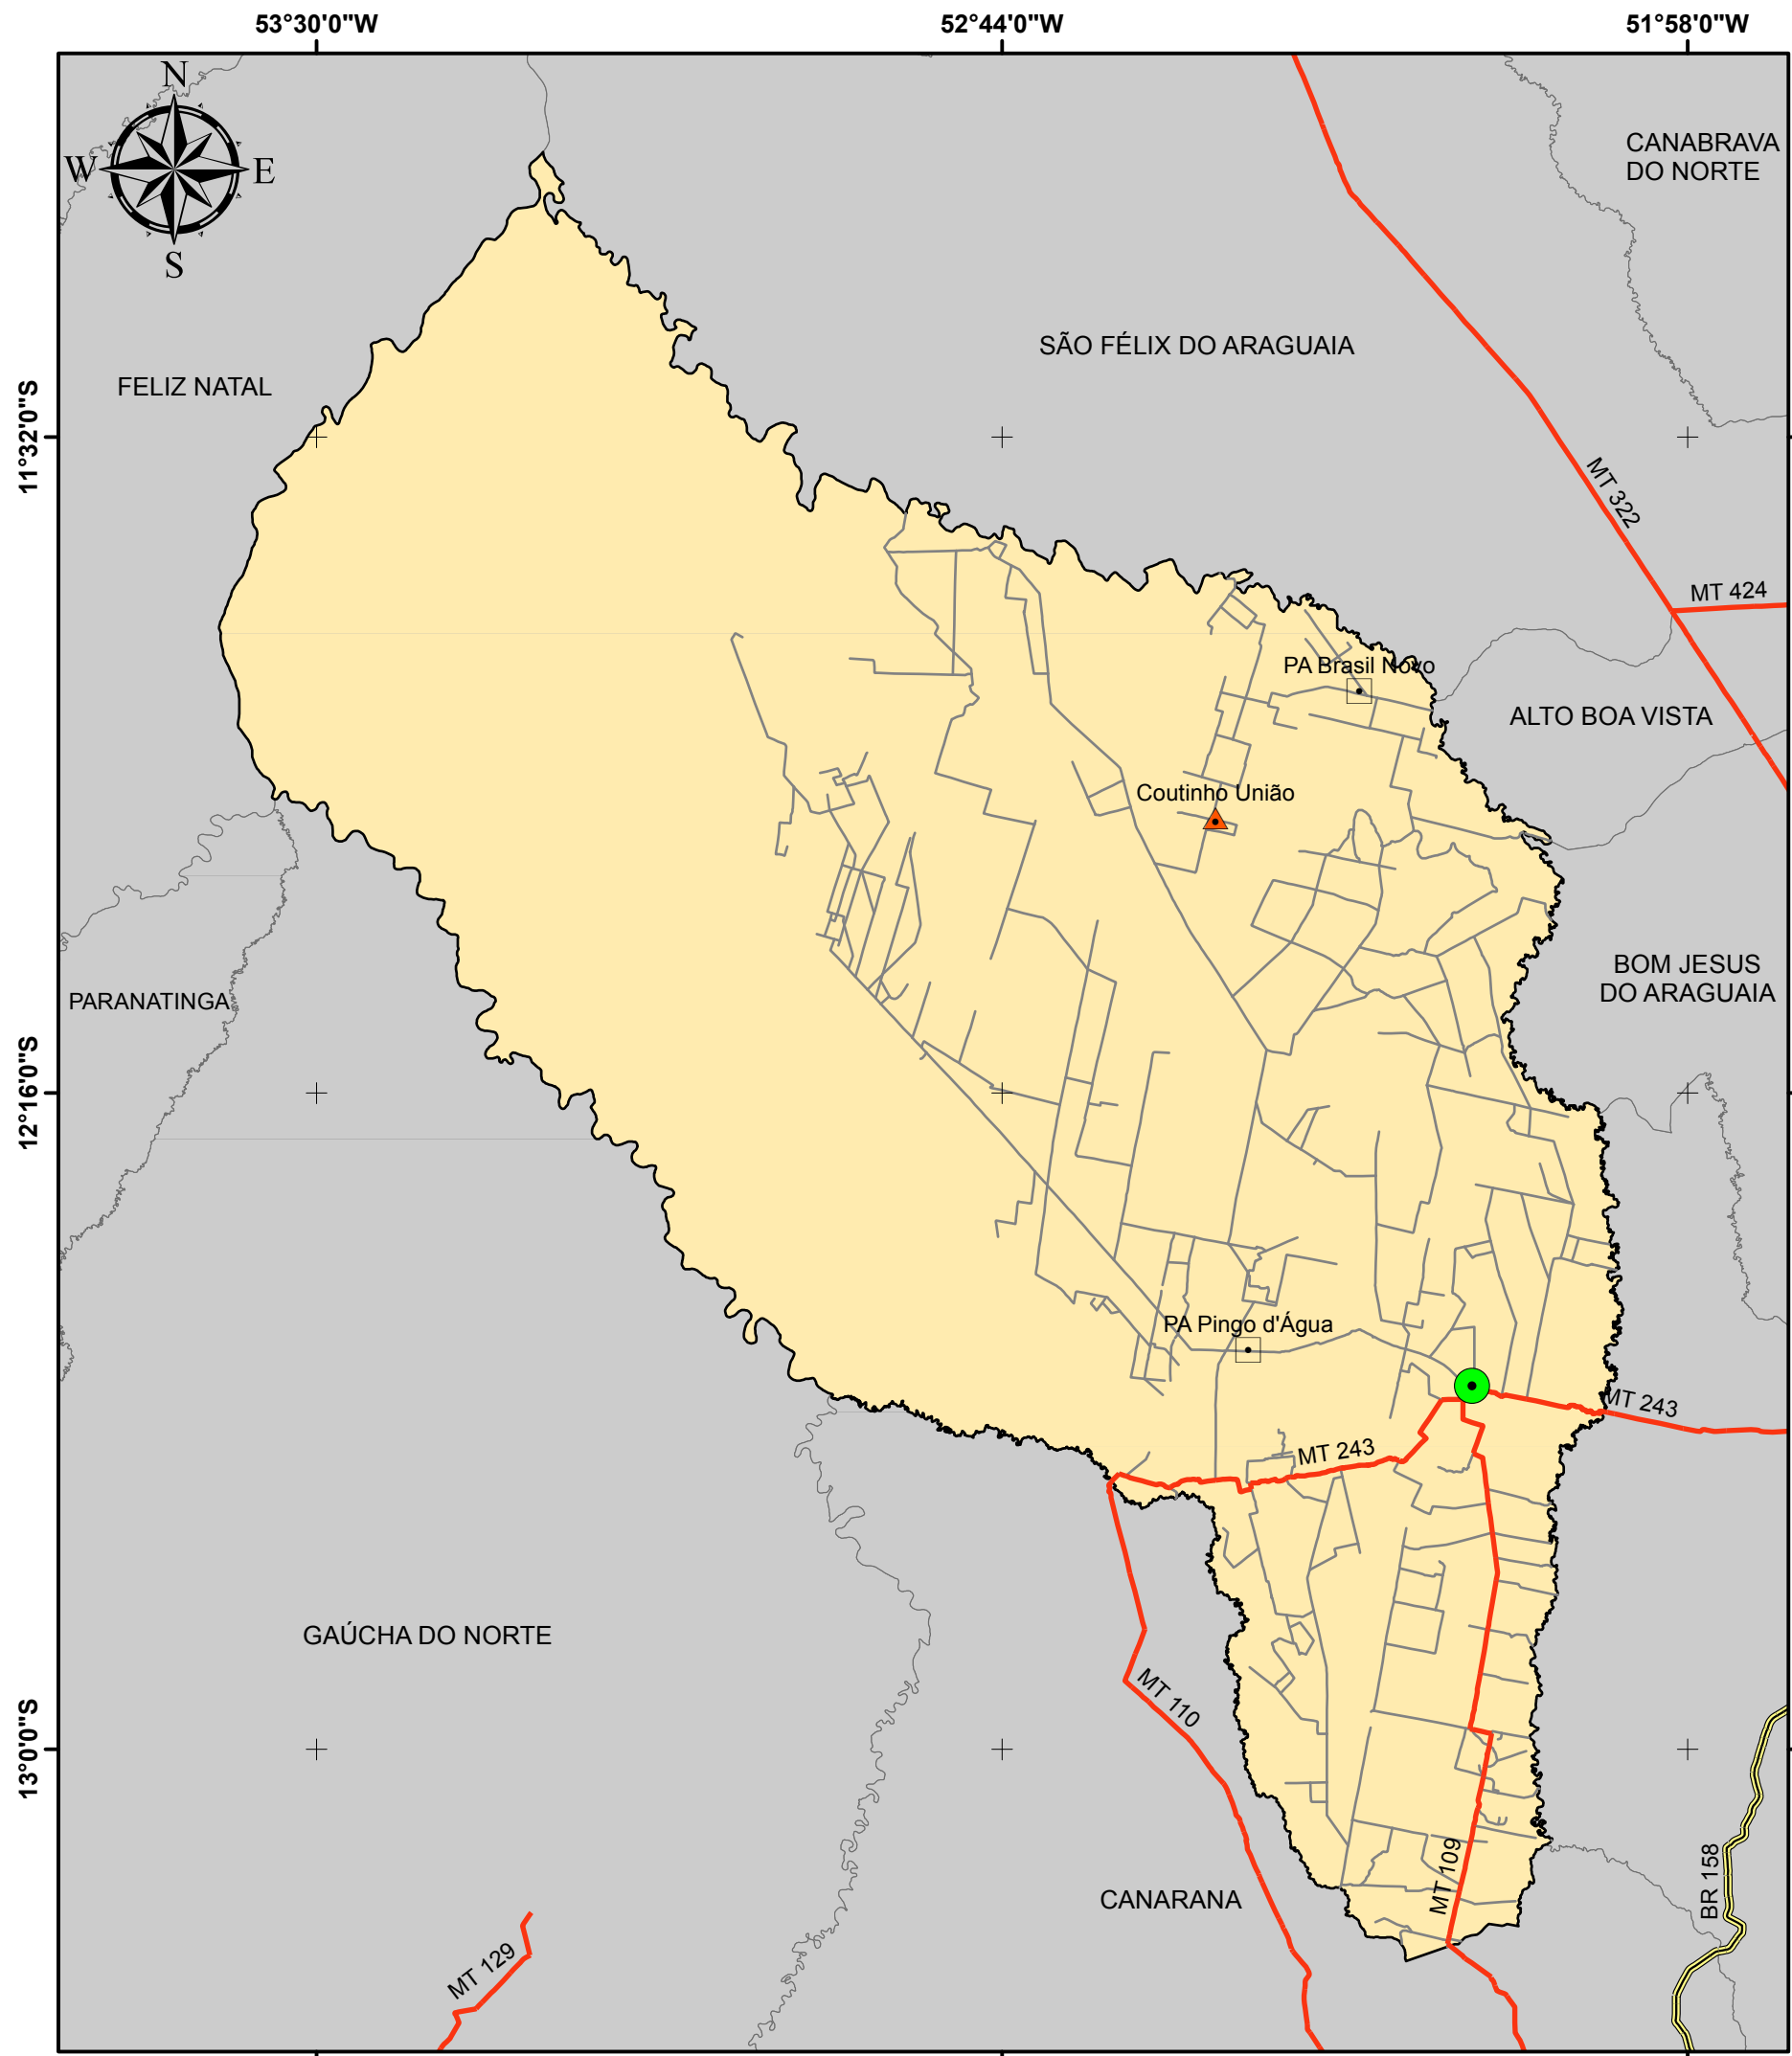 53°30'0"W
52°44'0"W
51°58'0"W
N
W
E
S
CANABRAVA
DO NORTE
SÃO FÉLIX DO ARAGUAIA
FELIZ NATAL
11°32'0"S
MT 322
MT 424
PA Brasil Novo
ALTO BOA VISTA
Coutinho União
BOM JESUS
DO ARAGUAIA
PARANATINGA
12°16'0"S
PA Pingo d'Água
MT 243
MT 243
GAÚCHA DO NORTE
MT 110
13°0'0"S
MT 109
BR 158
CANARANA
MT 129